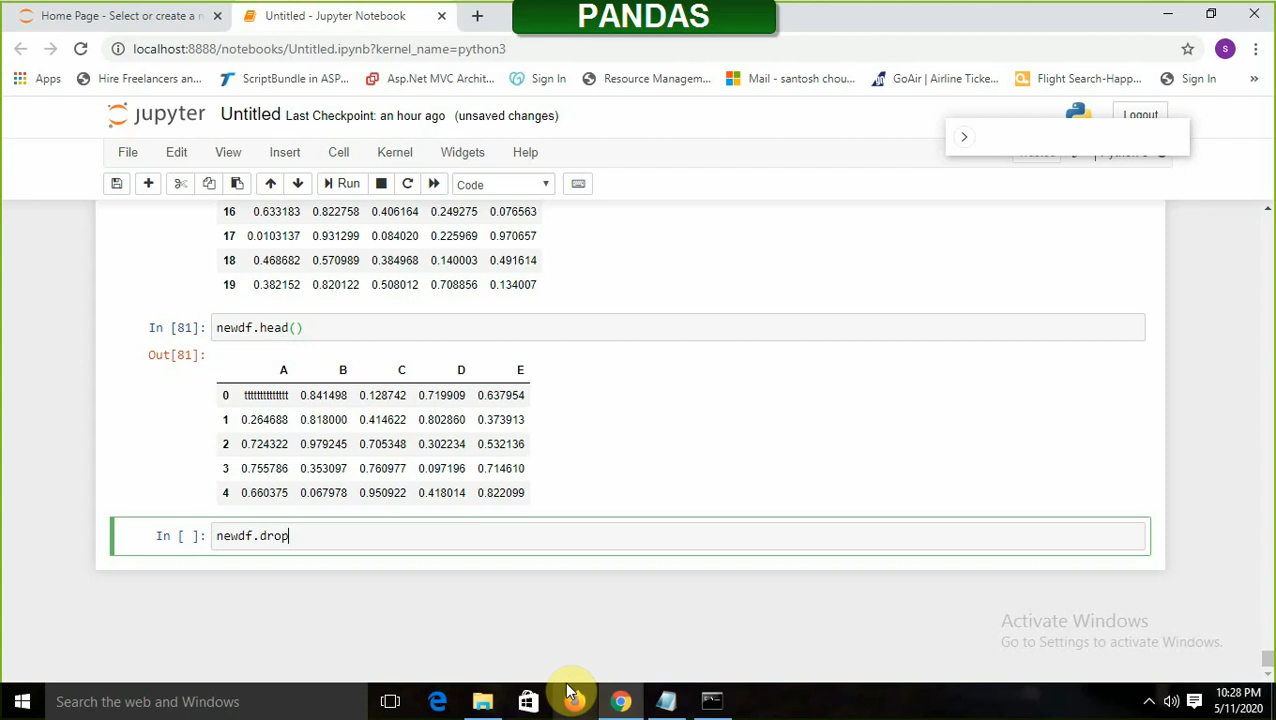 PANDAS
Home Page - Select or create a n
Untitled - Jupyter Notebook
localhost:8888/notebooks/Untitled.ipynb?kernel_name=python3
S
Apps
Hire Freelancers an...
ScriptBundle in ASP...
Asp.Net MVC Archit...
Sign In
Resource Managem...
Mail - santosh chou...
GoAir | Airline Ticke...
Flight Search-Happ...
Sign In
»
jupyter Untitled Last Checkpoint: an hour ago (unsaved changes)
Logout
File Edit View Insert Cell Kernel Widgets Help
Run
Code
16 0.633183 0.822758 0.406164 0.249275 0.076563
17 0.0103137 0.931299 0.084020 0.225969 0.970657
18 0.468682 0.570989 0.384968 0.140003 0.491614
19 0.382152 0.820122 0.508012 0.708856 0.134007
In [81]: newdf.head()
Out[81]:
A B C D E
0 tttttttttttttt 0.841498 0.128742 0.719909 0.637954
1 0.264688 0.818000 0.414622 0.802860 0.373913
2 0.724322 0.979245 0.705348 0.302234 0.532136
3 0.755786 0.353097 0.760977 0.097196 0.714610
4 0.660375 0.067978 0.950922 0.418014 0.822099
In [ ]: newdf.drop
Activate Windows
Go to Settings to activate Windows.
Search the web and Windows
10:28 PM
5/11/2020